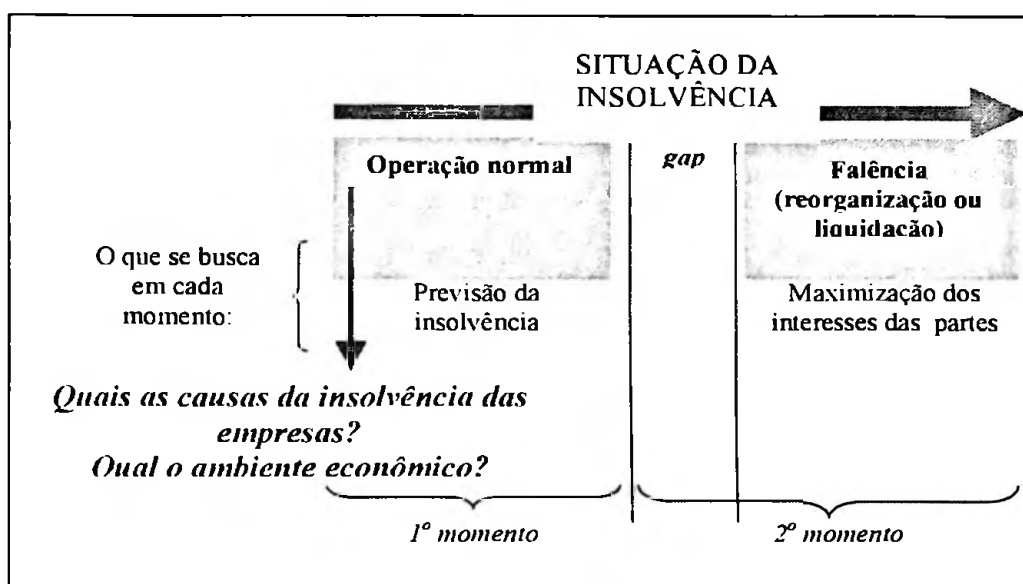 SITUAÇÃO DA
INSOLVÊNCIA
Operação normal
gap
Falência
(reorganização ou
liquidação)
O que se busca
em cada
momento:
Previsão da
insolvência
Maximização dos
interesses das partes
Quais as causas da insolvência das
empresas?
Qual o ambiente econômico?
1º momento
2º momento